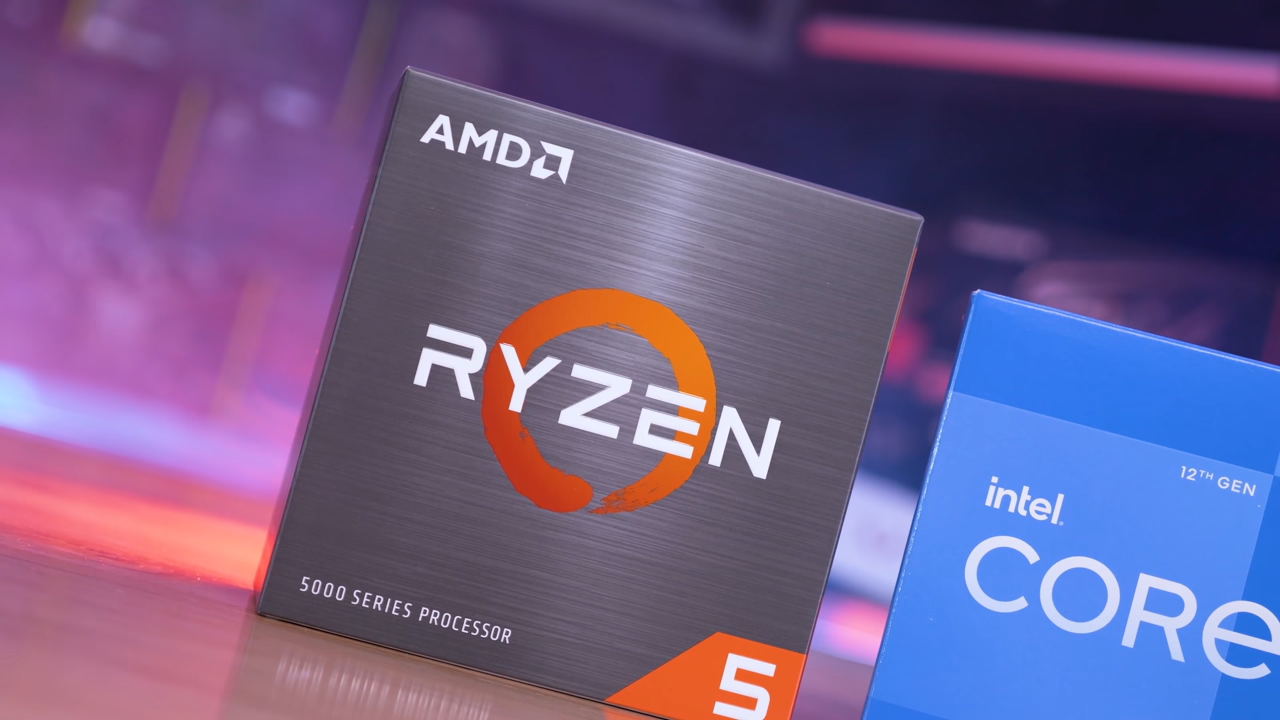 AMD
RYZEN
5000 SERIES PROCESSOR
5
12TH GEN
intel.
CORE